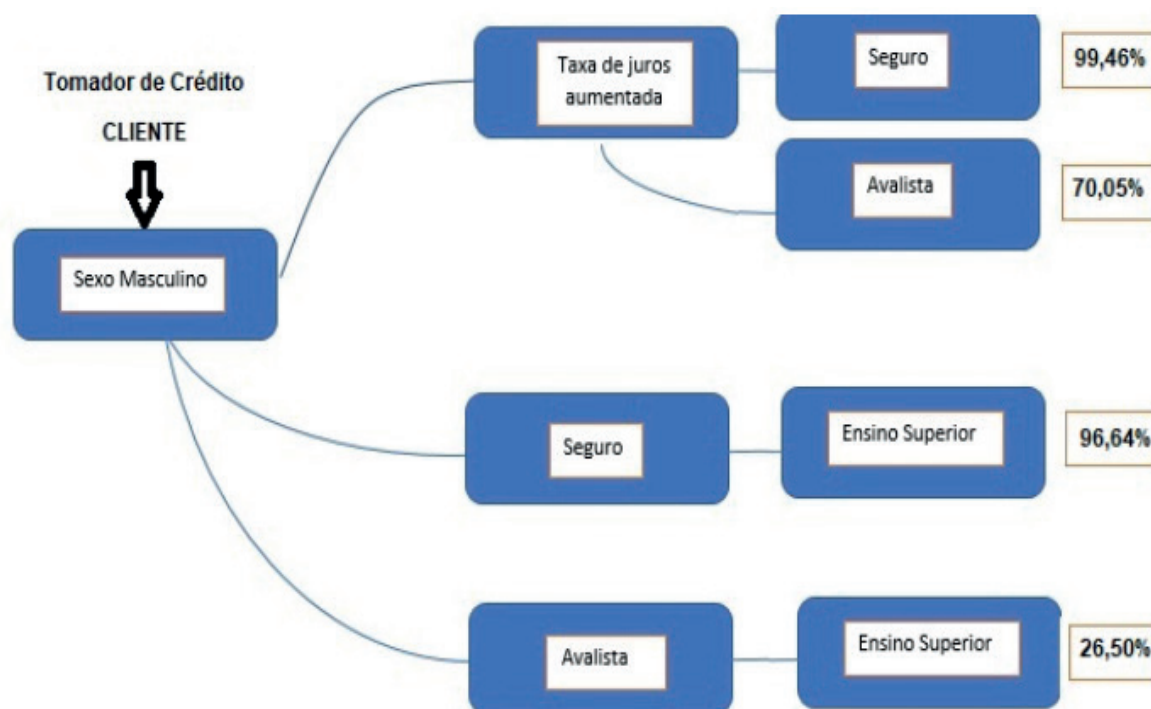 Tomador de Crédito
CLIENTE
Sexo Masculino
Taxa de juros
aumentada
Seguro
99,46%
Avalista
70,05%
Seguro
Ensino Superior
96,64%
Avalista
Ensino Superior
26,50%